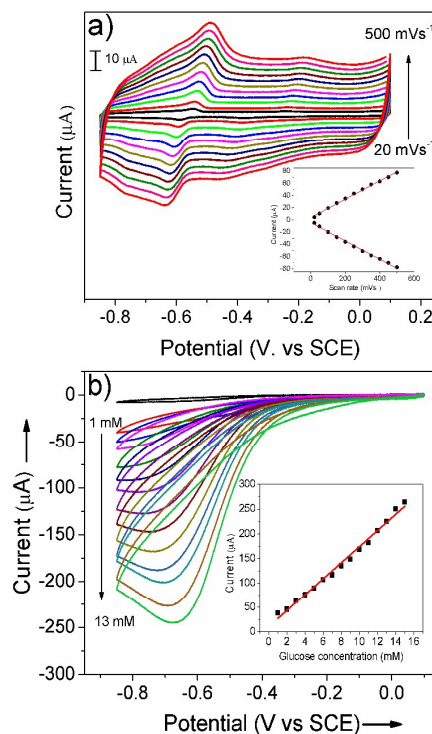 a)
10 μA
500 mVs⁻¹
20 mVs⁻¹
Current (μA)
80
60
40
20
0
-20
-40
-60
-80
Current (μA)
0 200 400 600
Scan rate (mVs
-0.8 -0.6 -0.4 -0.2 0.0 0.2
Potential (V. vs SCE)
b)
0
-50
-100
-150
-200
-250
-300
Current (μA)
1 mM
13 mM
300
250
200
150
100
50
0
Current (μA)
0 2 4 6 8 10 12 14 16
Glucose concentration (mM)
-0.8 -0.6 -0.4 -0.2 0.0
Potential (V vs SCE)